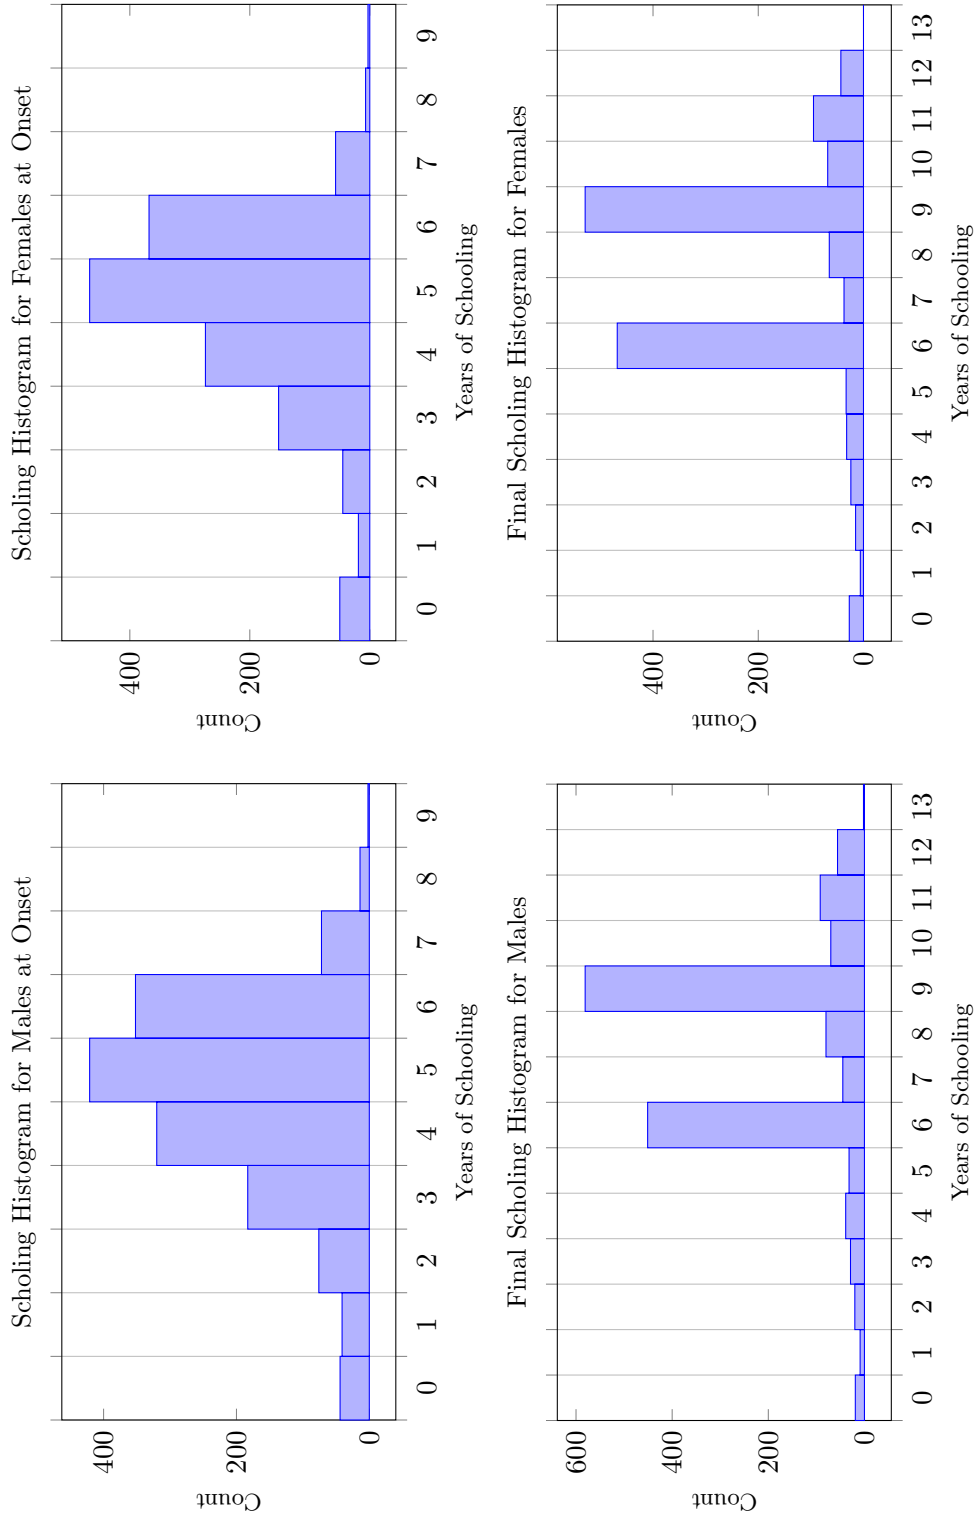 Scholing Histogram for Males at Onset
Count
400
200
0
0 1 2 3 4 5 6 7 8 9
Years of Schooling
Scholing Histogram for Females at Onset
Count
400
200
0
0 1 2 3 4 5 6 7 8 9
Years of Schooling
Final Scholing Histogram for Males
Count
600
400
200
0
0 1 2 3 4 5 6 7 8 9 10 11 12 13
Years of Schooling
Final Scholing Histogram for Females
Count
400
200
0
0 1 2 3 4 5 6 7 8 9 10 11 12 13
Years of Schooling